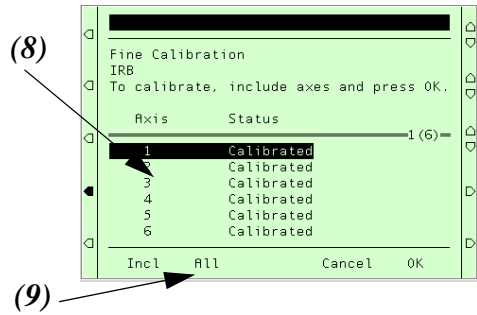 (8)
Fine Calibration
IRB
To calibrate, include axes and press OK.
Axis Status
1(6)
1 Calibrated
2 Calibrated
3 Calibrated
4 Calibrated
5 Calibrated
6 Calibrated
Incl All Cancel OK
(9)